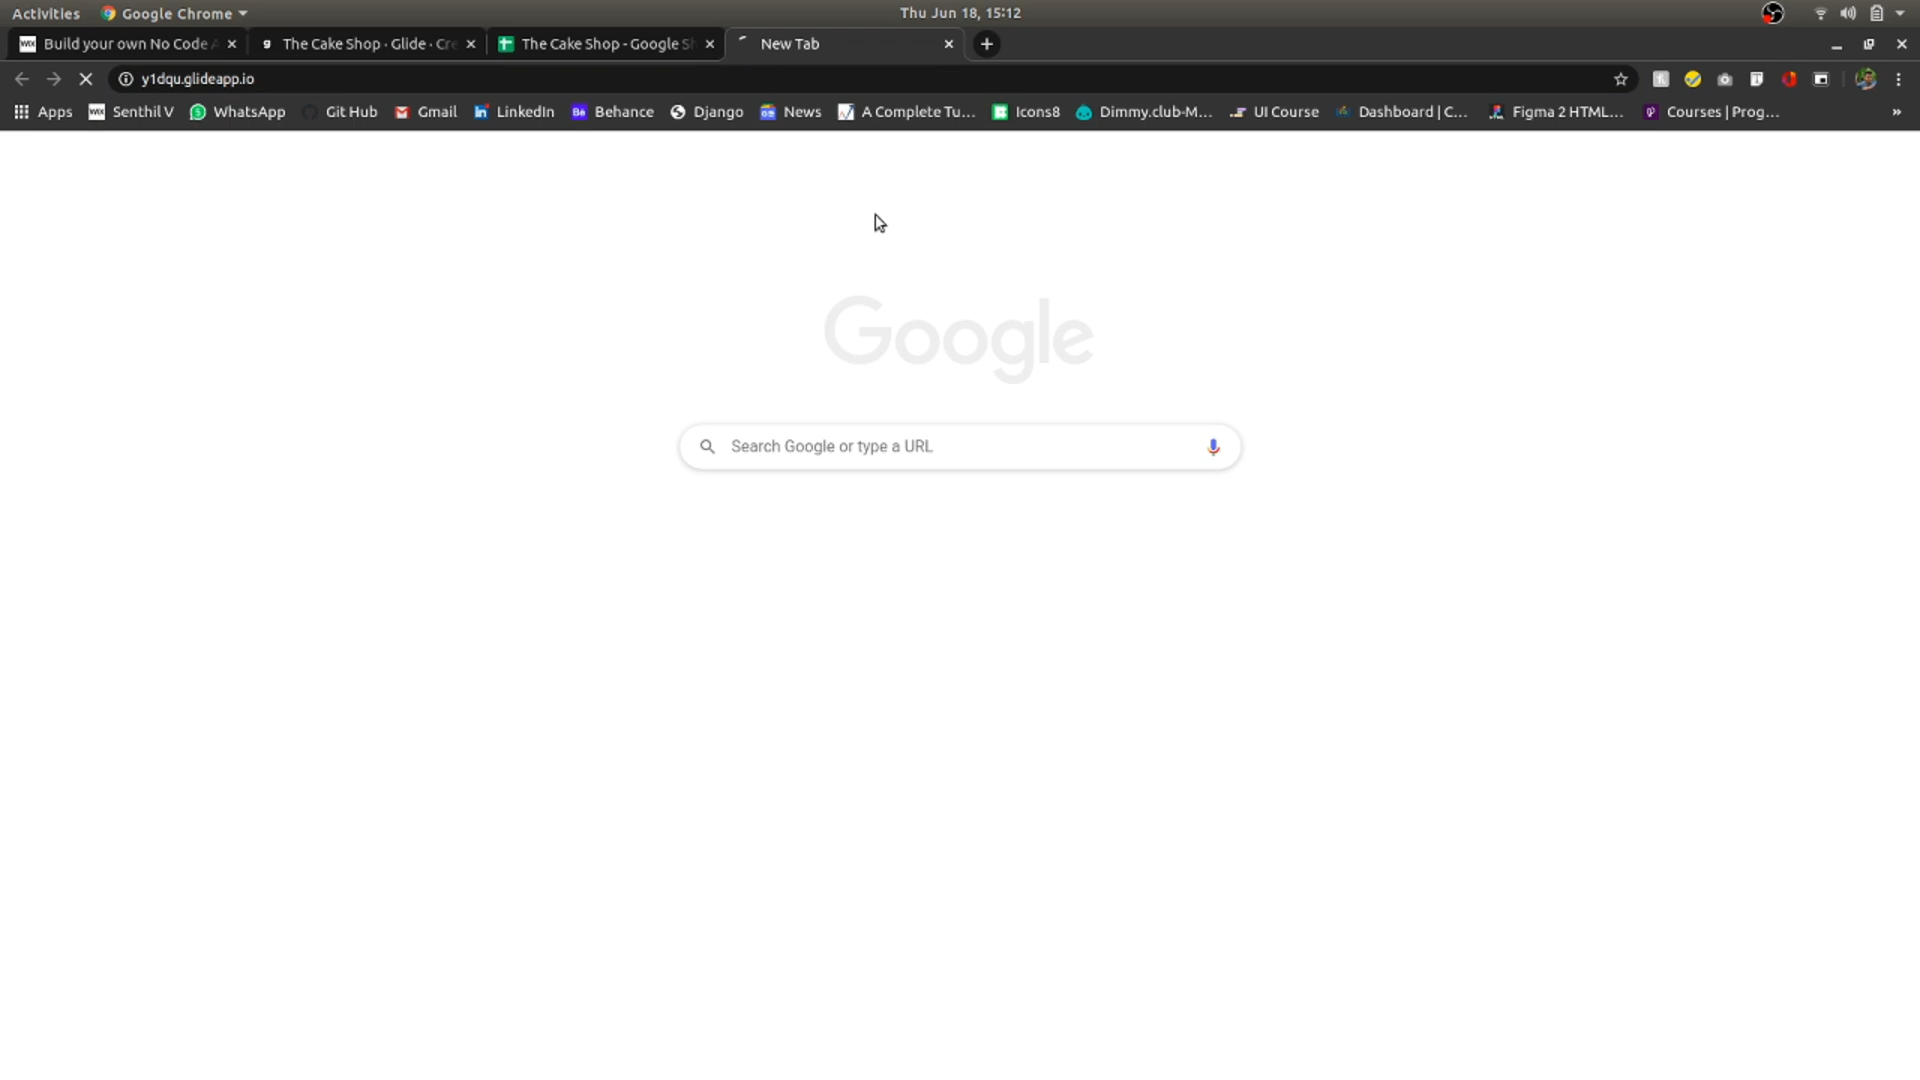 Activities Google Chrome Thu Jun 18, 15:12
Build your own No Code The Cake Shop · Glide · Cre The Cake Shop - Google Sh New Tab
y1dqu.glideapp.io
Apps Senthil V WhatsApp Git Hub Gmail LinkedIn Behance Django News A Complete Tu... Icons8 Dimmy.club-M... UI Course Dashboard | C... Figma 2 HTML... Courses | Prog... »
Google
Search Google or type a URL